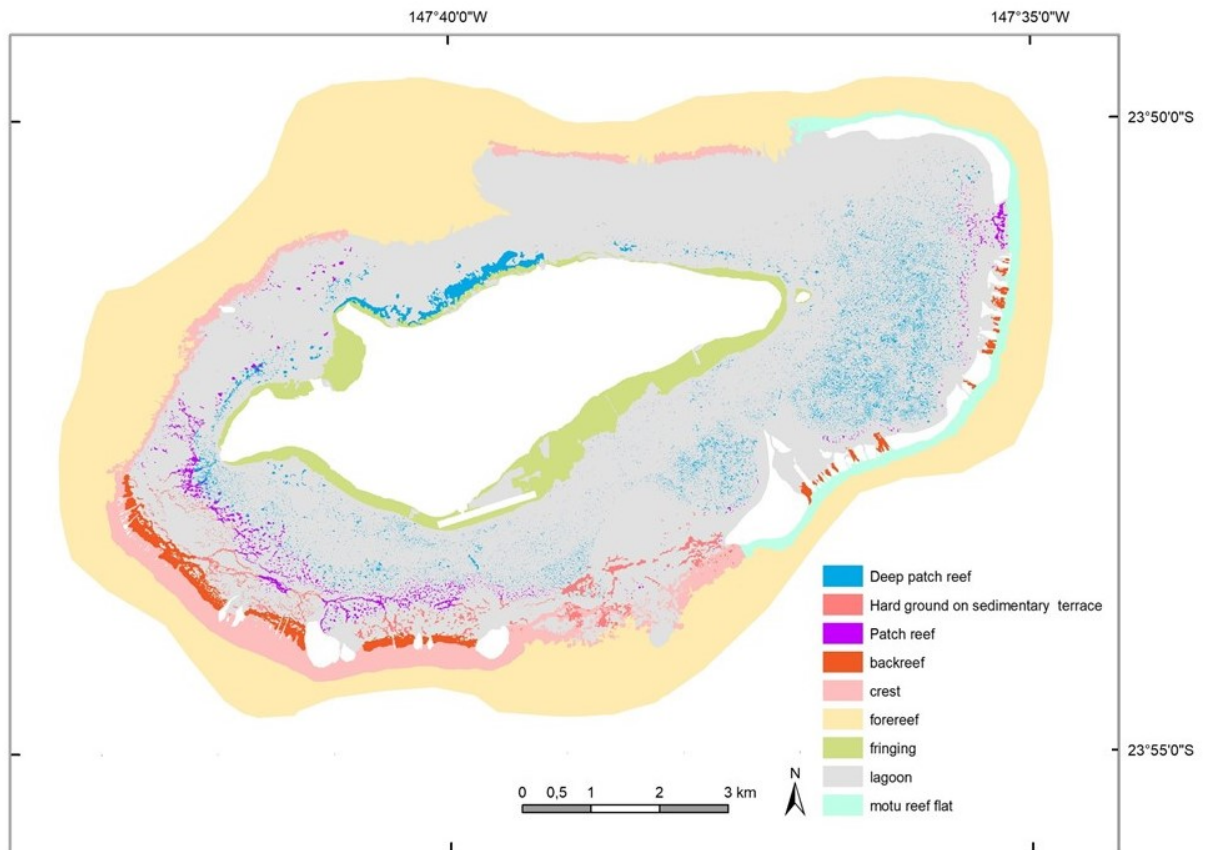 147°40'0"W 147°35'0"W
23°50'0"S
Deep patch reef
Hard ground on sedimentary terrace
Patch reef
backreef
crest
forereef
fringing
lagoon
motu reef flat
23°55'0"S
0 0,5 1 2 3 km
N